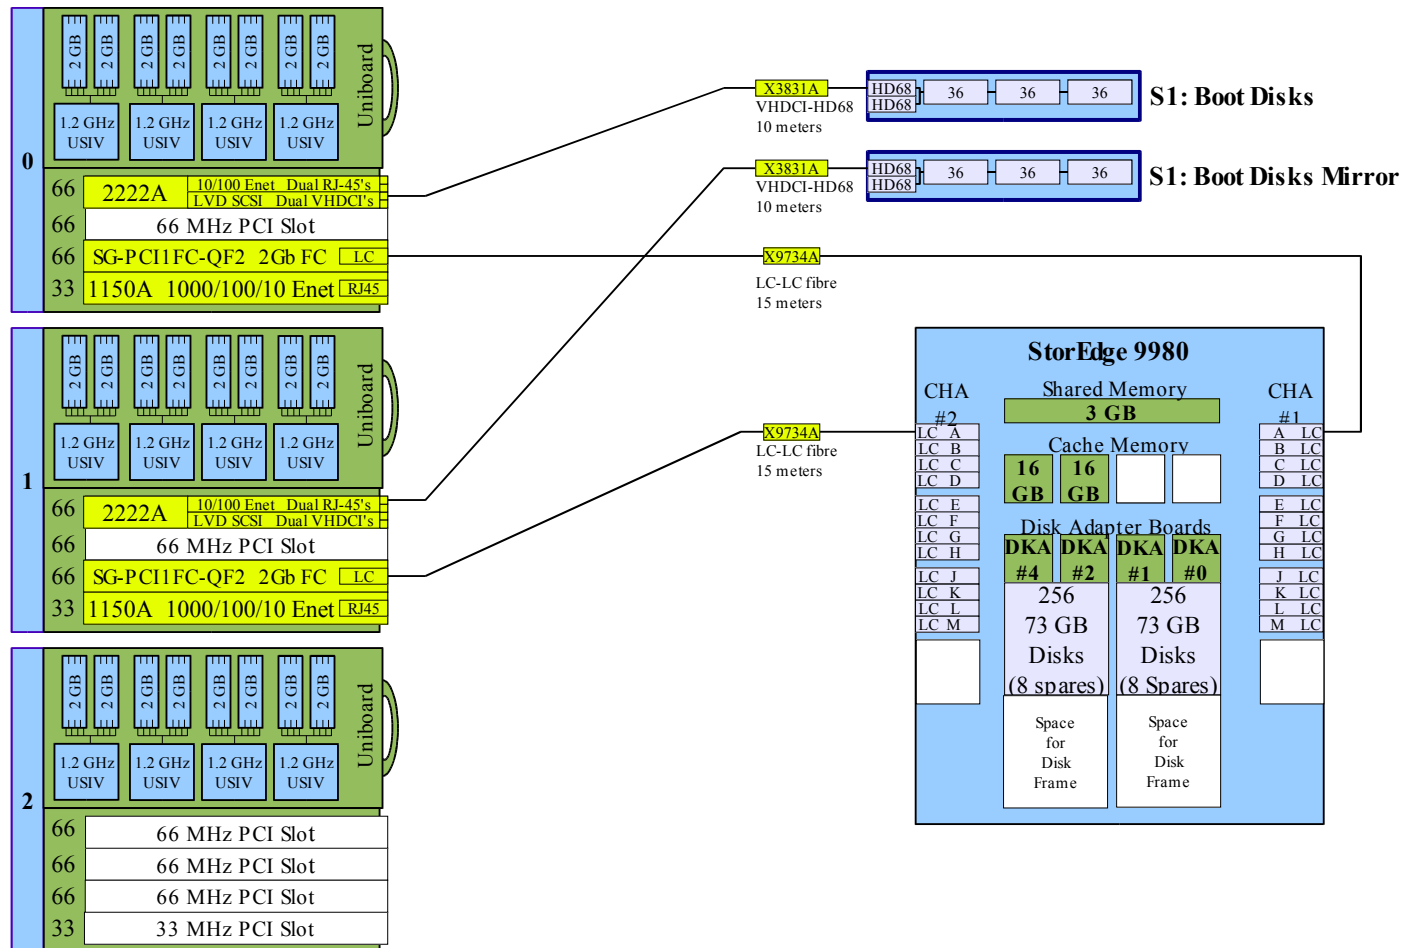 0
2 GB 2 GB 2 GB 2 GB 2 GB 2 GB 2 GB 2 GB
Uniboard
1.2 GHz 1.2 GHz 1.2 GHz 1.2 GHz
USIV USIV USIV USIV
66 2222A 10/100 Enet Dual RJ-45's
LVD SCSI Dual VHDCI's
66 66 MHz PCI Slot
66 SG-PCI1FC-QF2 2Gb FC LC
33 1150A 1000/100/10 Enet RJ45
1
2 GB 2 GB 2 GB 2 GB 2 GB 2 GB 2 GB 2 GB
Uniboard
1.2 GHz 1.2 GHz 1.2 GHz 1.2 GHz
USIV USIV USIV USIV
66 2222A 10/100 Enet Dual RJ-45's
LVD SCSI Dual VHDCI's
66 66 MHz PCI Slot
66 SG-PCI1FC-QF2 2Gb FC LC
33 1150A 1000/100/10 Enet RJ45
2
2 GB 2 GB 2 GB 2 GB 2 GB 2 GB 2 GB 2 GB
Uniboard
1.2 GHz 1.2 GHz 1.2 GHz 1.2 GHz
USIV USIV USIV USIV
66 66 MHz PCI Slot
66 66 MHz PCI Slot
66 66 MHz PCI Slot
33 33 MHz PCI Slot
X3831A
VHDCI-HD68
10 meters
HD68
HD68
36 36 36
S1: Boot Disks
X3831A
VHDCI-HD68
10 meters
HD68
HD68
36 36 36
S1: Boot Disks Mirror
X9734A
LC-LC fibre
15 meters
X9734A
LC-LC fibre
15 meters
StorEdge 9980
CHA
#2
LC A
LC B
LC C
LC D
LC E
LC F
LC G
LC H
LC J
LC K
LC L
LC M
Shared Memory
3 GB
Cache Memory
16 16
GB GB
Disk Adapter Boards
DKA DKA DKA DKA
#4 #2 #1 #0
256 256
73 GB 73 GB
Disks Disks
(8 spares) (8 Spares)
Space Space
for for
Disk Disk
Frame Frame
CHA
#1
A LC
B LC
C LC
D LC
E LC
F LC
G LC
H LC
J LC
K LC
L LC
M LC